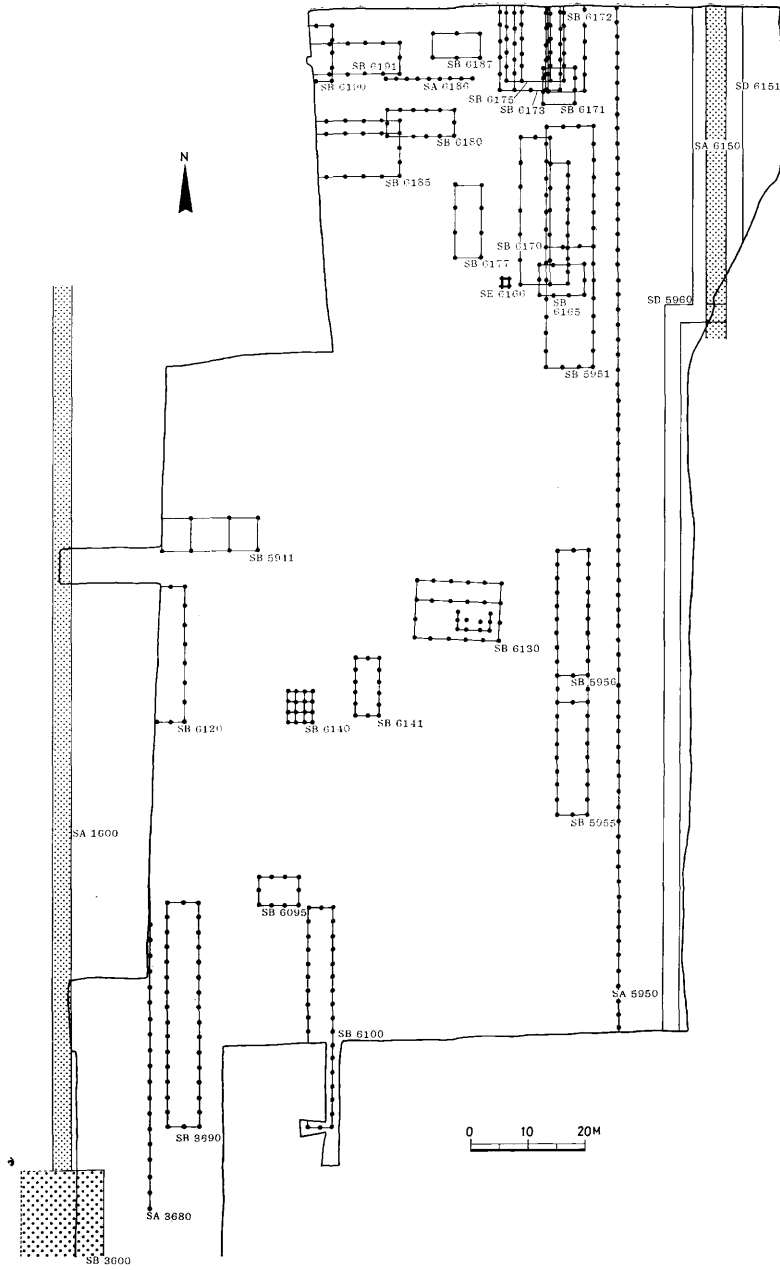 SB 6172
SB 6187
SB 6191
SB 6190
SA 6186
SB 6175
SB 6173
SB 6171
SD 6151
SB 6180
SA 6150
N
SB 6185
SB 6170
SB 6177
SE 6166
SB
6165
SD 5960
SB 5951
SB 5941
SB 6130
SB 5956
SB 6120
SB 6140
SB 6141
SB 5955
SA 1600
SB 6095
SA 5950
SB 6100
SB 3690
0 10 20M
SA 3680
SB 3600